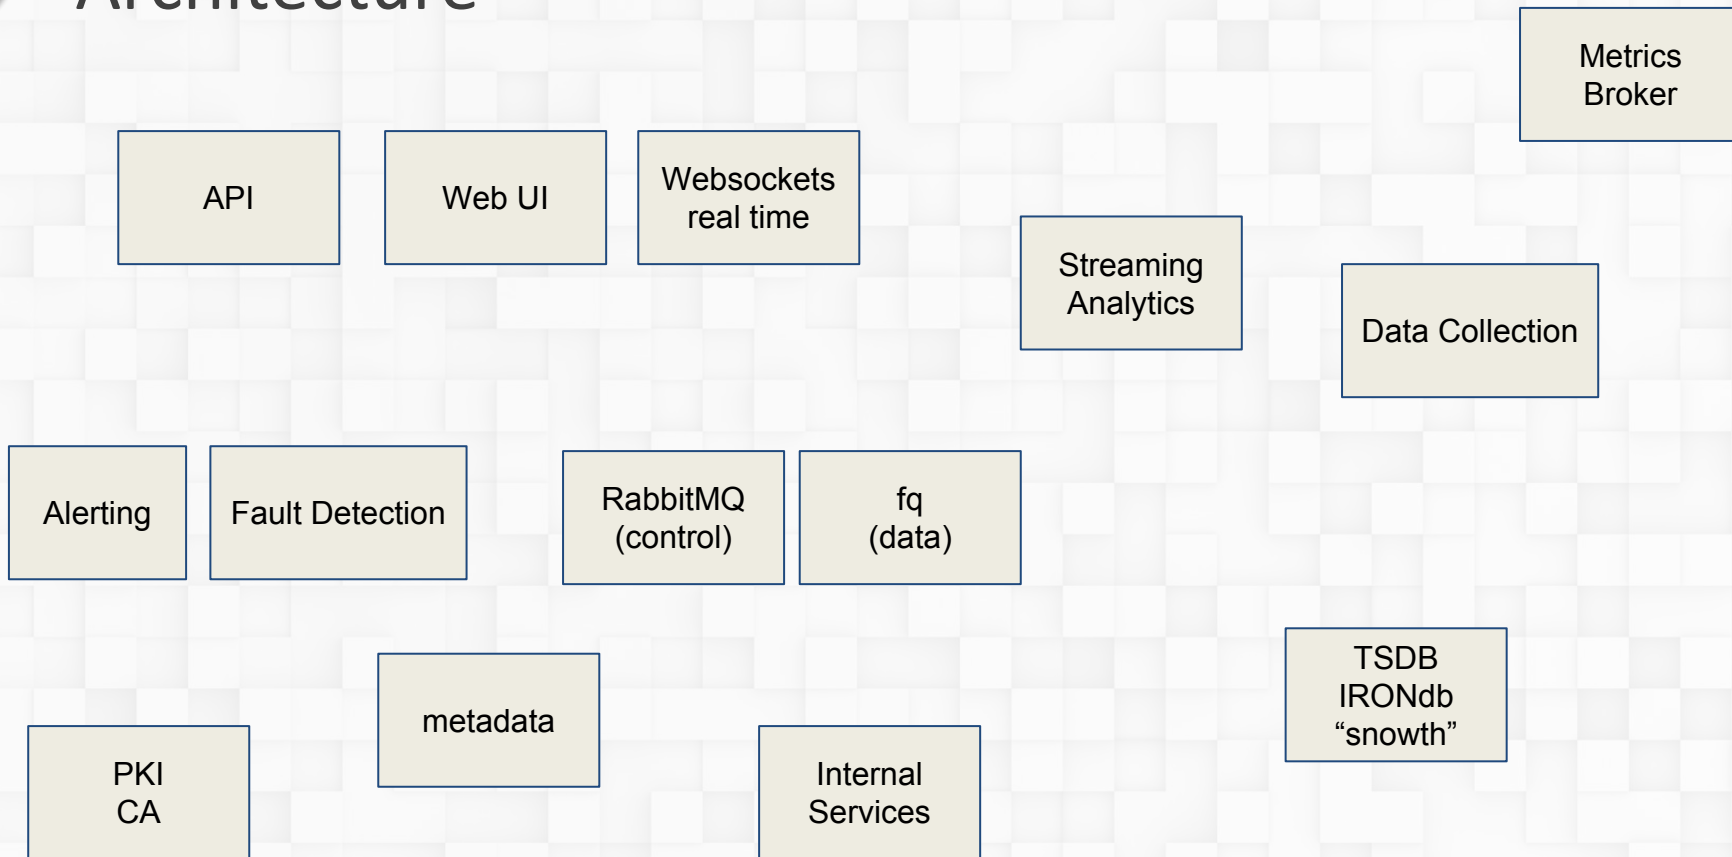 Architecture
Metrics
Broker
API
Web UI
Websockets
real time
Streaming
Analytics
Data Collection
Alerting
Fault Detection
RabbitMQ
(control)
fq
(data)
TSDB
IRONdb
“snowth”
metadata
PKI
CA
Internal
Services